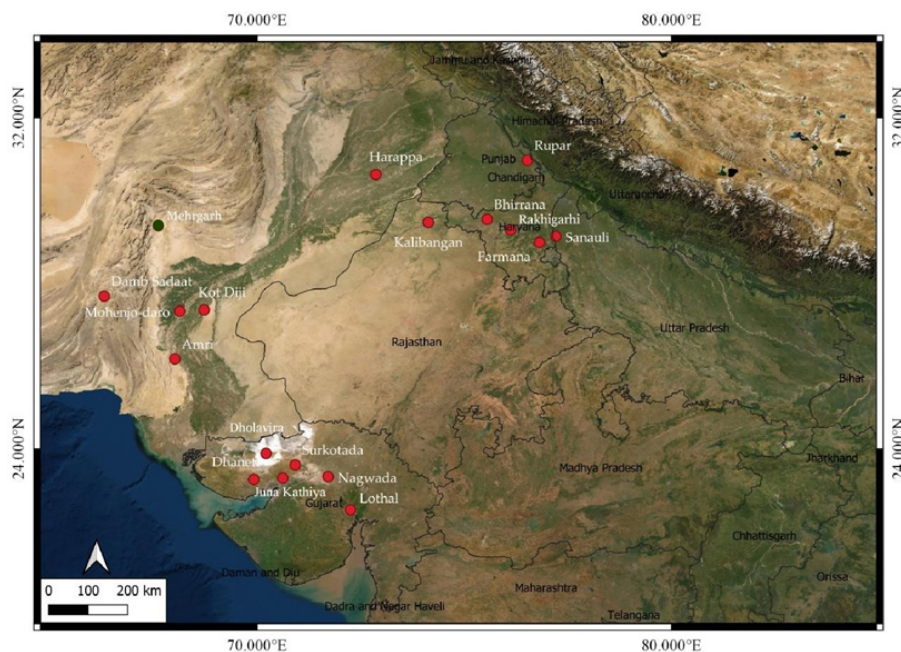 70.000°E
80.000°E
32.000°N
32.000°N
Jammu and Kashmir
Himachal Pradesh
Rupar
Punjab
Chandigarh
Harappa
Uttaranchal
Bhirrana
Mehrgarh
Rakhigarhi
Haryana
Kalibangan
Sanauli
Farmana
Damb Sadaat
Kot Diji
Mohenjo-daro
Uttar Pradesh
Rajasthan
Amri
Bihar
Dholavira
24.000°N
24.000°N
Surkotada
Jharkhand
Madhya Pradesh
Nagwada
Juna Kathiya
Lothal
Gujarat
Chhattisgarh
Daman and Diu
Orissa
0 100 200 km
Maharashtra
Dadra and Nagar Haveli
Telangana
70.000°E
80.000°E